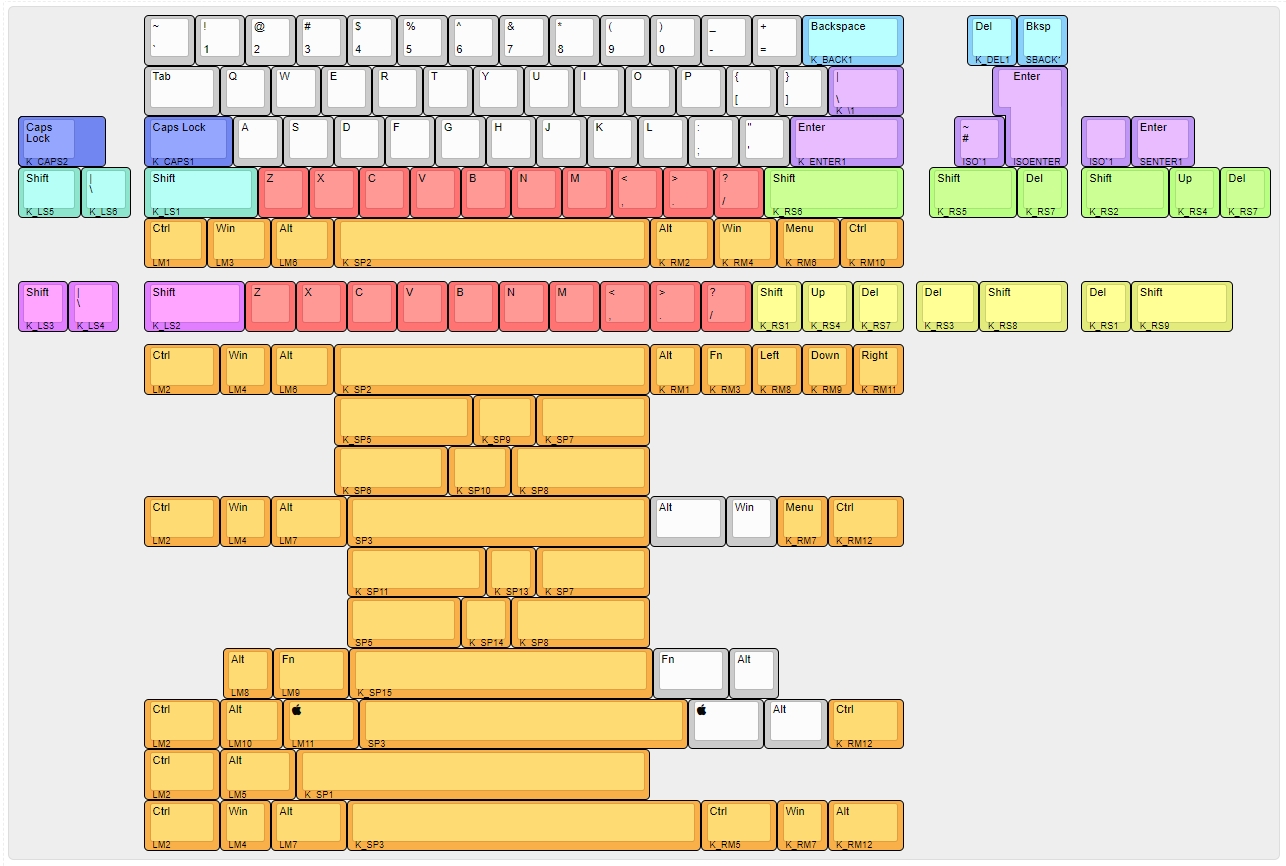 ~ ! @ # $ % ^ & * ( ) _ + Backspace Del Bksp
` 1 2 3 4 5 6 7 8 9 0 - =
K_BACK1 K_DEL1 SBACK1
Tab Q W E R T Y U I O P { } | Enter
[ ] \
K_\1
Caps Lock Caps Lock A S D F G H J K L : " Enter ~ Enter
; ' #
K_CAPS2 K_CAPS1 K_ENTER1 ISO`1 ISOENTER ISO`1 SENTER1
Shift | Shift Z X C V B N M < > ? Shift Shift Del Shift Up Del
\ , . /
K_LS5 K_LS6 K_LS1 K_RS6 K_RS5 K_RS7 K_RS2 K_RS4 K_RS7
Ctrl Win Alt Alt Win Menu Ctrl
LM1 LM3 LM6 K_SP2 K_RM2 K_RM4 K_RM6 K_RM10
Shift | Shift Z X C V B N M < > ? Shift Up Del Del Shift Del Shift
\ , . /
K_LS3 K_LS4 K_LS2 K_RS1 K_RS4 K_RS7 K_RS3 K_RS8 K_RS1 K_RS9
Ctrl Win Alt Alt Fn Left Down Right
LM2 LM4 LM6 K_SP2 K_RM1 K_RM3 K_RM8 K_RM9 K_RM11
K_SP5 K_SP9 K_SP7
K_SP6 K_SP10 K_SP8
Ctrl Win Alt Alt Win Menu Ctrl
LM2 LM4 LM7 SP3 K_RM7 K_RM12
K_SP11 K_SP13 K_SP7
SP5 K_SP14 K_SP8
Alt Fn Fn Alt
LM8 LM9 K_SP15
Ctrl Alt Alt Ctrl
LM2 LM10 LM11 SP3 K_RM12
Ctrl Alt
LM2 LM5 K_SP1
Ctrl Win Alt Ctrl Win Alt
LM2 LM4 LM7 K_SP3 K_RM5 K_RM7 K_RM12